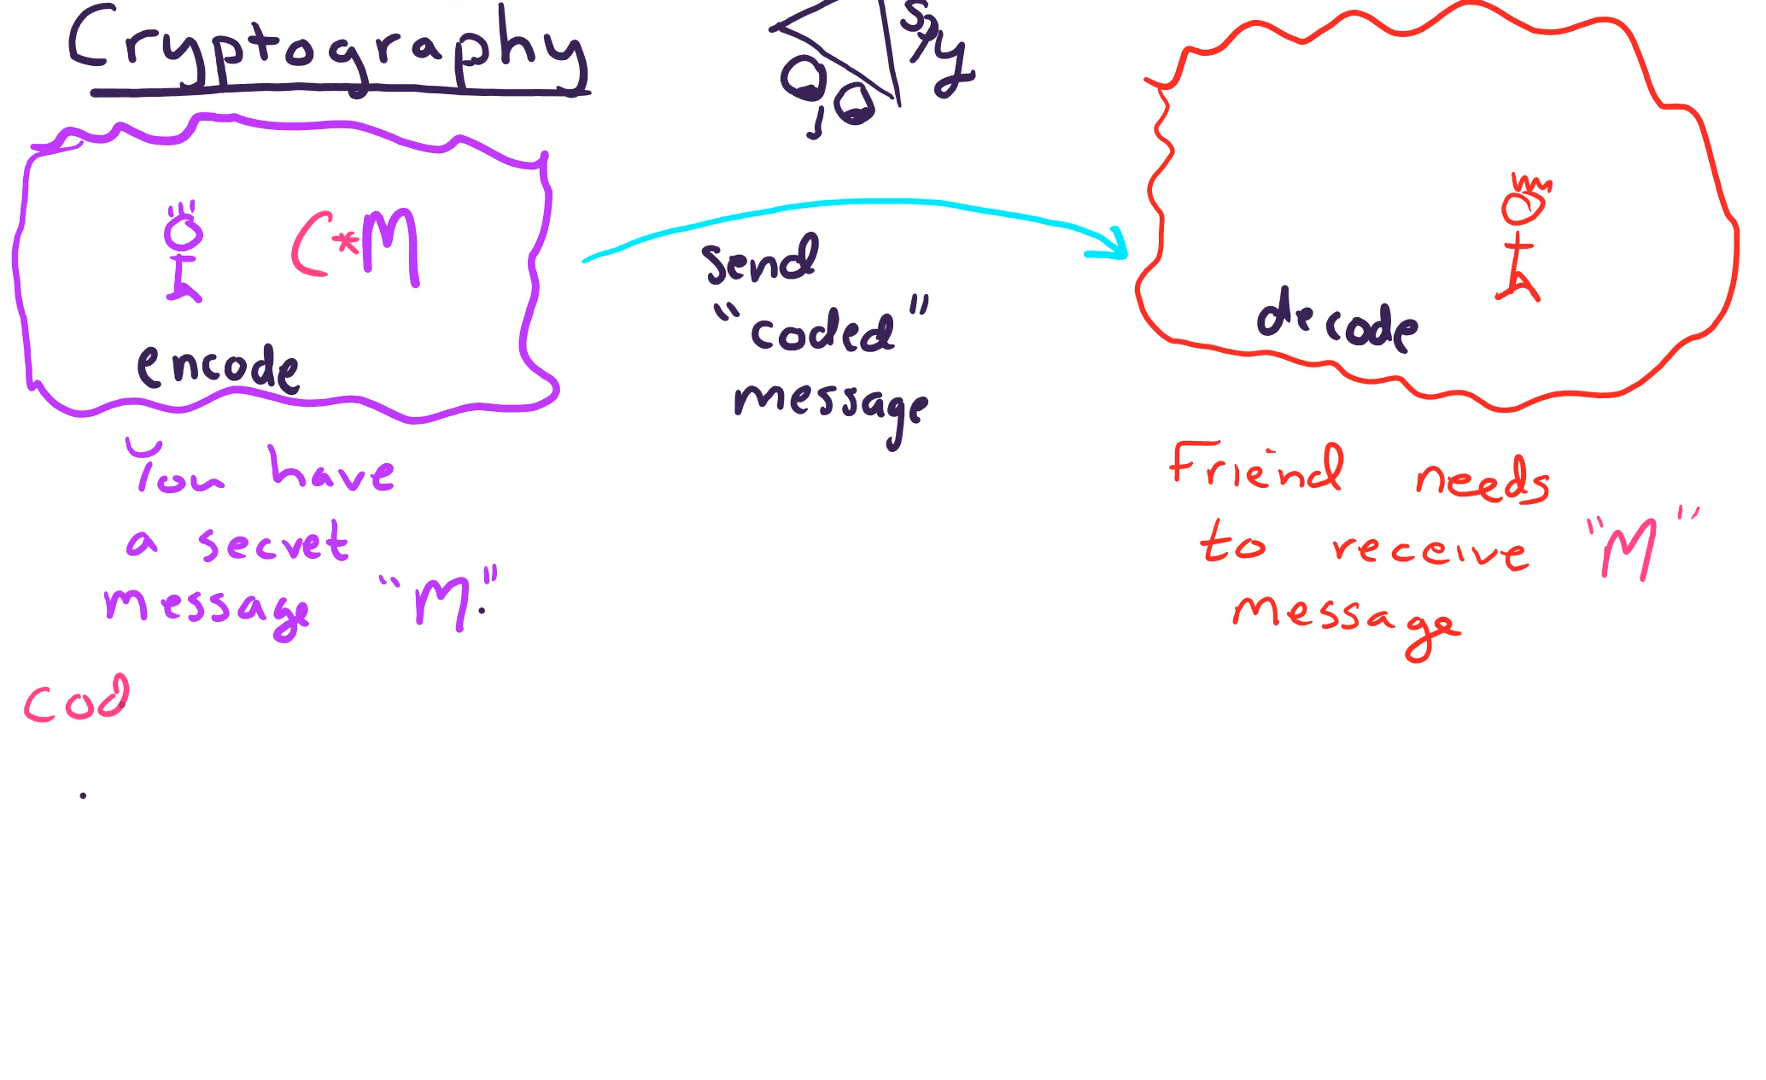 Cryptography
spy
C*M
encode
send
"coded"
message
decode
You have
a secret
message "M"
Friend needs
to receive "M"
message
cod